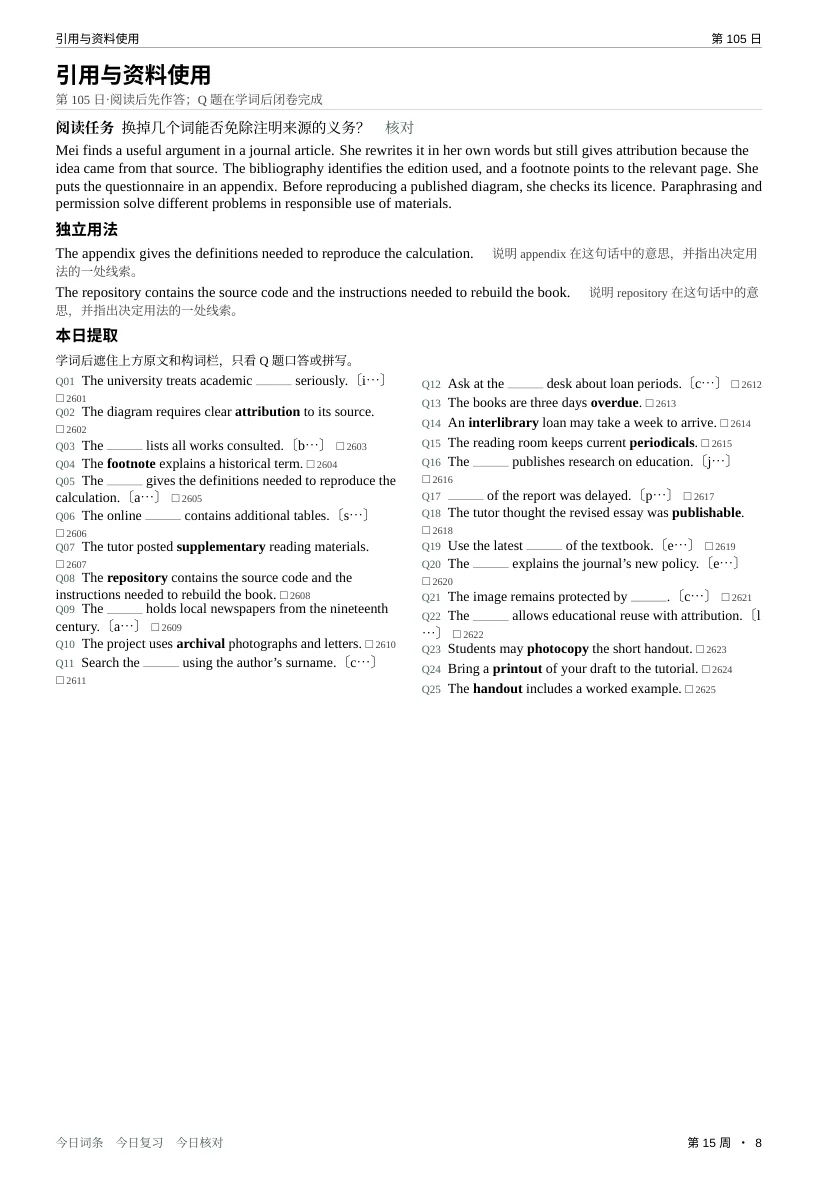 引用与资料使用 第 105 日
引用与资料使用
第 105 日·阅读后先作答；Q 题在学词后闭卷完成
阅读任务 换掉几个词能否免除注明来源的义务？ 核对
Mei finds a useful argument in a journal article. She rewrites it in her own words but still gives attribution because the
idea came from that source. The bibliography identifies the edition used, and a footnote points to the relevant page. She
puts the questionnaire in an appendix. Before reproducing a published diagram, she checks its licence. Paraphrasing and
permission solve different problems in responsible use of materials.
独立用法
The appendix gives the definitions needed to reproduce the calculation. 说明 appendix 在这句话中的意思，并指出决定用
法的一处线索。
The repository contains the source code and the instructions needed to rebuild the book. 说明 repository 在这句话中的意
思，并指出决定用法的一处线索。
本日提取
学词后遮住上方原文和构词栏，只看 Q 题口答或拼写。
Q01 The university treats academic _____ seriously.〔i···〕
□ 2601
Q02 The diagram requires clear attribution to its source.
□ 2602
Q03 The _____ lists all works consulted.〔b···〕 □ 2603
Q04 The footnote explains a historical term. □ 2604
Q05 The _____ gives the definitions needed to reproduce the
calculation.〔a···〕 □ 2605
Q06 The online _____ contains additional tables.〔s···〕
□ 2606
Q07 The tutor posted supplementary reading materials.
□ 2607
Q08 The repository contains the source code and the
instructions needed to rebuild the book. □ 2608
Q09 The _____ holds local newspapers from the nineteenth
century.〔a···〕 □ 2609
Q10 The project uses archival photographs and letters. □ 2610
Q11 Search the _____ using the author’s surname.〔c···〕
□ 2611
Q12 Ask at the _____ desk about loan periods.〔c···〕 □ 2612
Q13 The books are three days overdue. □ 2613
Q14 An interlibrary loan may take a week to arrive. □ 2614
Q15 The reading room keeps current periodicals. □ 2615
Q16 The _____ publishes research on education.〔j···〕
□ 2616
Q17 _____ of the report was delayed.〔p···〕 □ 2617
Q18 The tutor thought the revised essay was publishable.
□ 2618
Q19 Use the latest _____ of the textbook.〔e···〕 □ 2619
Q20 The _____ explains the journal’s new policy.〔e···〕
□ 2620
Q21 The image remains protected by _____.〔c···〕 □ 2621
Q22 The _____ allows educational reuse with attribution.〔l
···〕 □ 2622
Q23 Students may photocopy the short handout. □ 2623
Q24 Bring a printout of your draft to the tutorial. □ 2624
Q25 The handout includes a worked example. □ 2625
今日词条 今日复习 今日核对 第 15 周 · 8